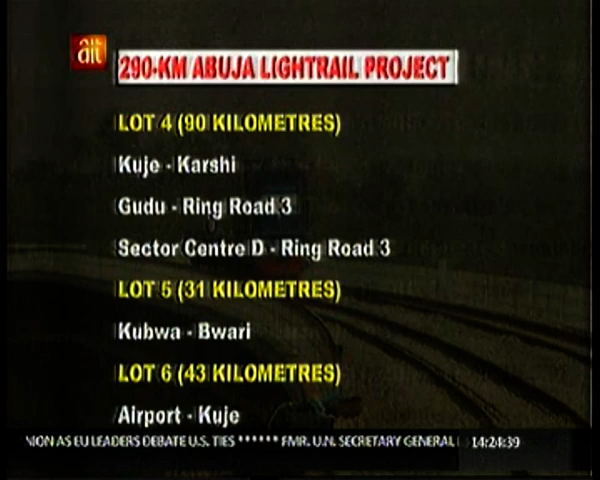 ait
290-KM ABUJA LIGHTRAIL PROJECT
LOT 4 (90 KILOMETRES)
Kuje - Karshi
Gudu - Ring Road 3
Sector Centre D - Ring Road 3
LOT 5 (31 KILOMETRES)
Kubwa - Bwari
LOT 6 (43 KILOMETRES)
Airport - Kuje
NION AS EU LEADERS DEBATE U.S. TIES ****** FMR. U.N. SECRETARY GENERAL 14:24:39